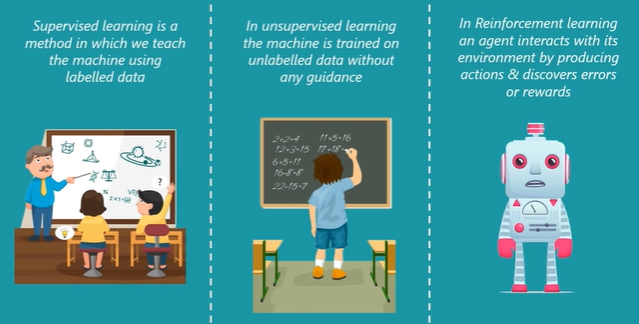 Supervised learning is a
method in which we teach
the machine using
labelled data
In unsupervised learning
the machine is trained on
unlabelled data without
any guidance
In Reinforcement learning
an agent interacts with its
environment by producing
actions & discovers errors
or rewards
?
2+2=4
12+3=15
6+5=11
16-8=8
22-15=7
11+5=16
17+18=